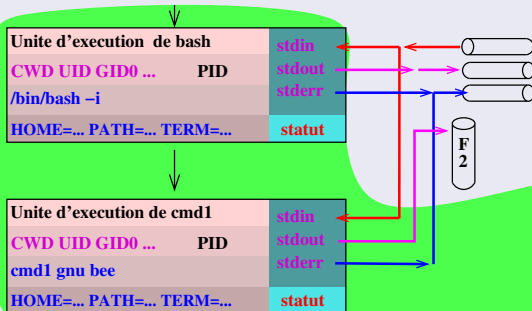 Unite d'execution de bash
stdin
CWD UID GID0 ... PID
stdout
/bin/bash –i
stderr
HOME=... PATH=... TERM=...
statut
F
2
Unite d'execution de cmd1
stdin
CWD UID GID0 ... PID
stdout
cmd1 gnu bee
stderr
HOME=... PATH=... TERM=...
statut